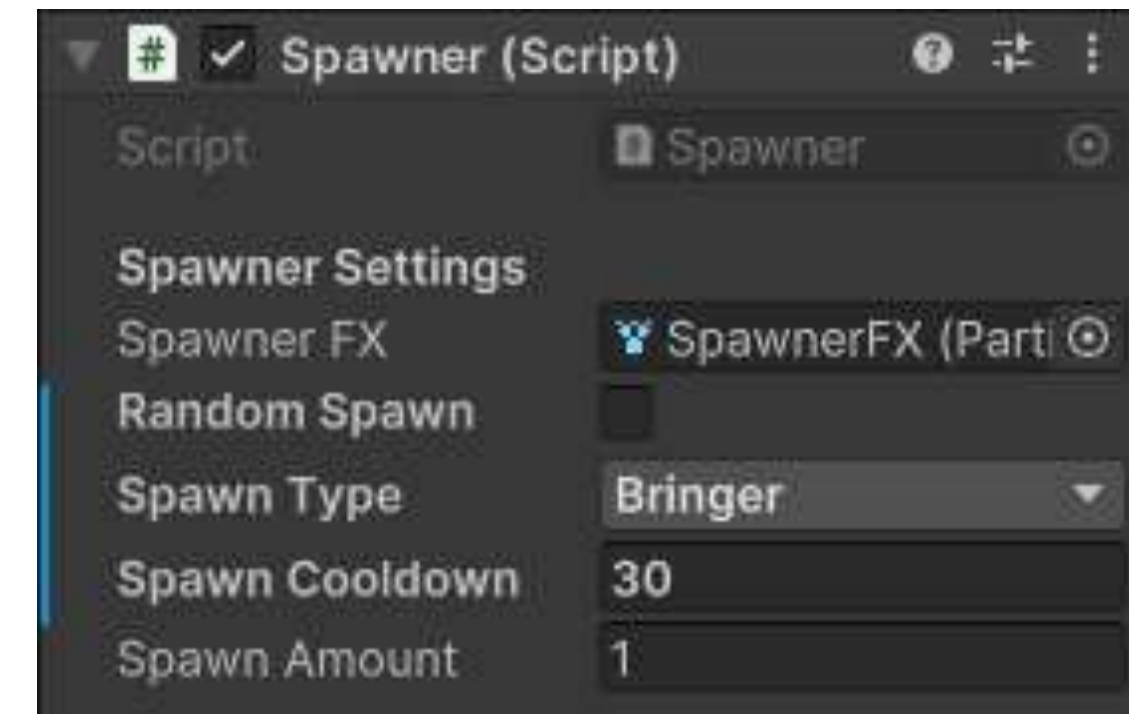 Spawner (Script)
Script Spawner
Spawner Settings
Spawner FX SpawnerFX (Parti
Random Spawn
Spawn Type Bringer
Spawn Cooldown 30
Spawn Amount 1